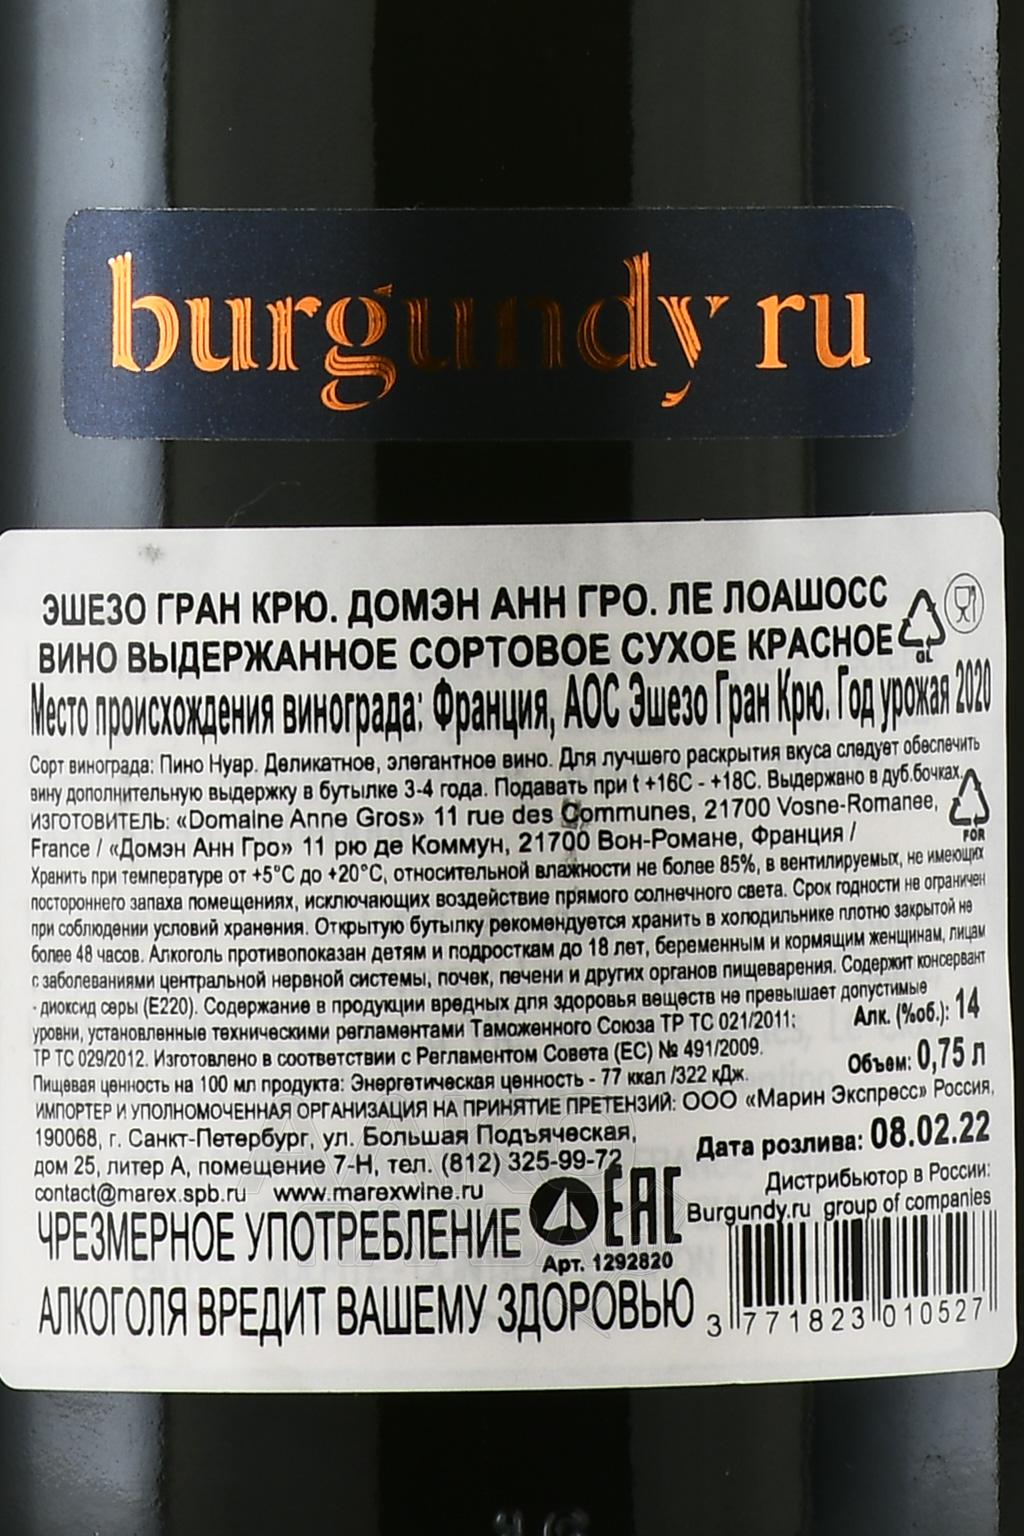 burgundy ru
ЭШЕЗО ГРАН КРЮ. ДОМЭН АНН ГРО. ЛЕ ЛОАШОСС
ВИНО ВЫДЕРЖАННОЕ СОРТОВОЕ СУХОЕ КРАСНОЕ
GL
Место происхождения винограда: Франция, АОС Эшезо Гран Крю. Год урожая 2020
Сорт винограда: Пино Нуар. Деликатное, элегантное вино. Для лучшего раскрытия вкуса следует обеспечить
вину дополнительную выдержку в бутылке 3-4 года. Подавать при t +16C - +18C. Выдержано в дуб.бочках.
ИЗГОТОВИТЕЛЬ: «Domaine Anne Gros» 11 rue des Communes, 21700 Vosne-Romanee,
FOR
France / «Домэн Анн Гро» 11 рю де Коммун, 21700 Вон-Романе, Франция /
Хранить при температуре от +5°C до +20°C, относительной влажности не более 85%, в вентилируемых, не имеющих
постороннего запаха помещениях, исключающих воздействие прямого солнечного света. Срок годности не ограничен
при соблюдении условий хранения. Открытую бутылку рекомендуется хранить в холодильнике плотно закрытой не
более 48 часов. Алкоголь противопоказан детям и подросткам до 18 лет, беременным и кормящим женщинам, лицам
с заболеваниями центральной нервной системы, почек, печени и других органов пищеварения. Содержит консервант
- диоксид серы (E220). Содержание в продукции вредных для здоровья веществ не превышает допустимые
уровни, установленные техническими регламентами Таможенного Союза ТР ТС 021/2011;
Алк. (%об.): 14
ТР ТС 029/2012. Изготовлено в соответствии с Регламентом Совета (ЕС) № 491/2009.
Объем: 0,75 л
Пищевая ценность на 100 мл продукта: Энергетическая ценность - 77 ккал /322 кДж.
ИМПОРТЕР И УПОЛНОМОЧЕННАЯ ОРГАНИЗАЦИЯ НА ПРИНЯТИЕ ПРЕТЕНЗИЙ: ООО «Марин Экспресс» Россия,
190068, г. Санкт-Петербург, ул. Большая Подъяческая,
Дата розлива: 08.02.22
дом 25, литер А, помещение 7-Н, тел. (812) 325-99-72
Дистрибьютор в России:
contact@marex.spb.ru www.marexwine.ru
EAC
Burgundy.ru group of companies
ЧРЕЗМЕРНОЕ УПОТРЕБЛЕНИЕ
Арт. 1292820
АЛКОГОЛЯ ВРЕДИТ ВАШЕМУ ЗДОРОВЬЮ
3 771823 010527